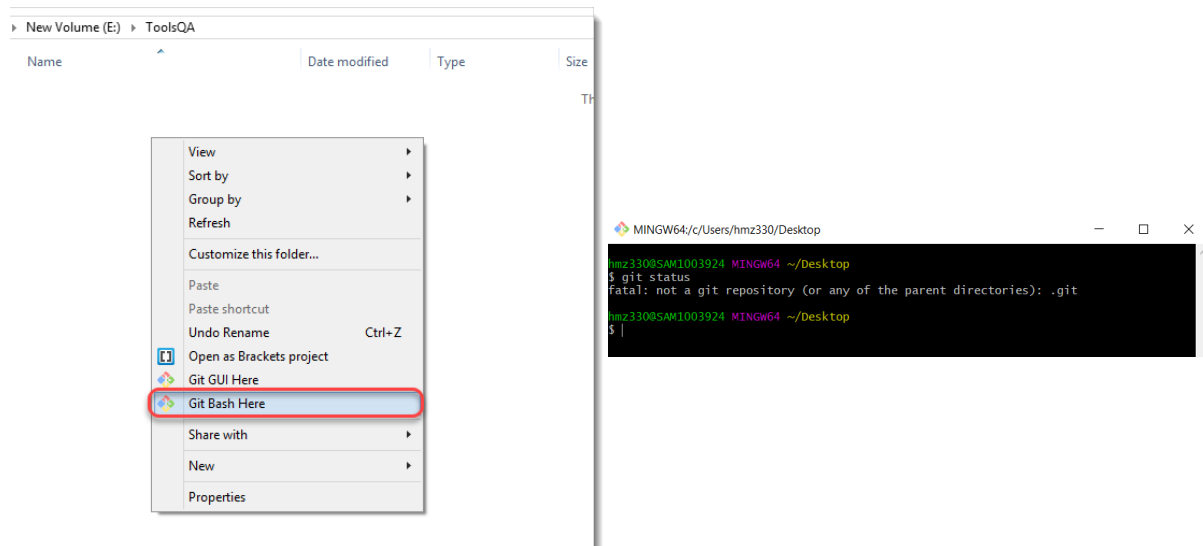 New Volume (E:) ToolsQA
Name Date modified Type Size
Th
View
Sort by
Group by
Refresh
Customize this folder...
Paste
Paste shortcut
Undo Rename Ctrl+Z
Open as Brackets project
Git GUI Here
Git Bash Here
Share with
New
Properties
MINGW64:/c/Users/hmz330/Desktop
hmz330@SAM1003924 MINGW64 ~/Desktop
$ git status
fatal: not a git repository (or any of the parent directories): .git
hmz330@SAM1003924 MINGW64 ~/Desktop
$